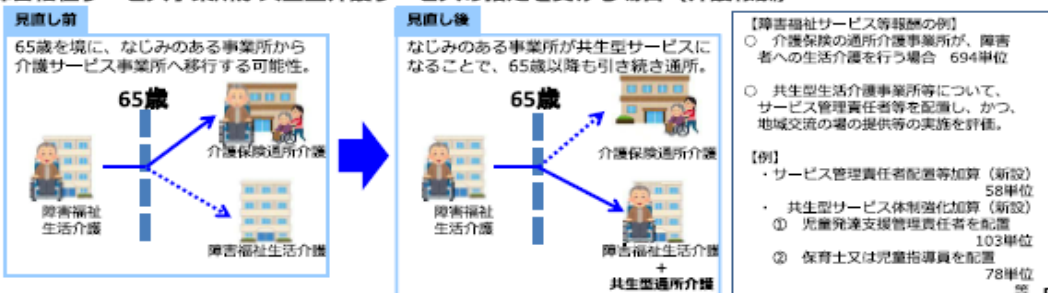 見直し前
65歳を境に、なじみのある事業所から
介護サービス事業所へ移行する可能性。
65歳
介護保険通所介護
障害福祉
生活介護
障害福祉生活介護
見直し後
なじみのある事業所が共生型サービスに
なることで、65歳以降も引き続き通所。
65歳
介護保険通所介護
障害福祉
生活介護
障害福祉生活介護
+
共生型通所介護
【障害福祉サービス等報酬の例】
○ 介護保険の通所介護事業所が、障害
者への生活介護を行う場合 694単位
○ 共生型生活介護事業所等について、
サービス管理責任者等を配置し、かつ、
地域交流の場の提供等の実施を評価。
【例】
・サービス管理責任者配置等加算（新設）
58単位
・ 共生型サービス体制強化加算（新設）
① 児童発達支援管理責任者を配置
103単位
② 保育士又は児童指導員を配置
78単位
等